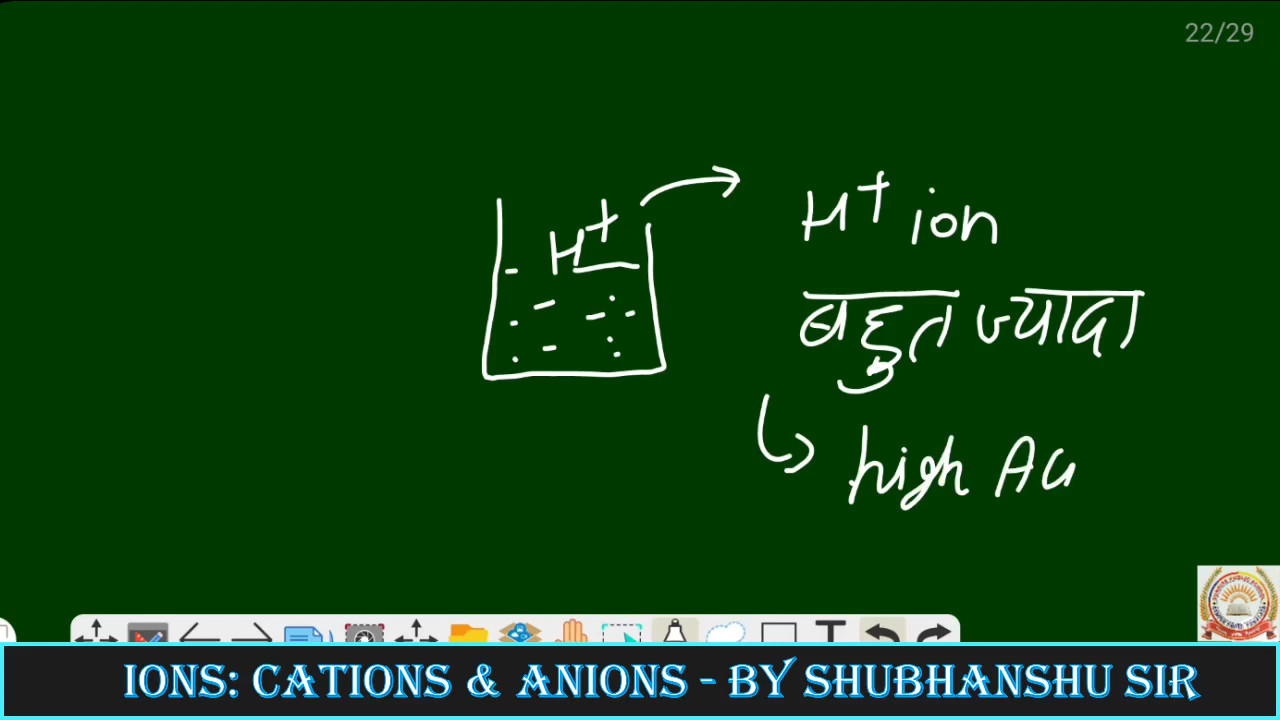 22/29
H+
H+ ion
बहुत ज्यादा
high Ac
IONS: CATIONS & ANIONS - BY SHUBHANSHU SIR